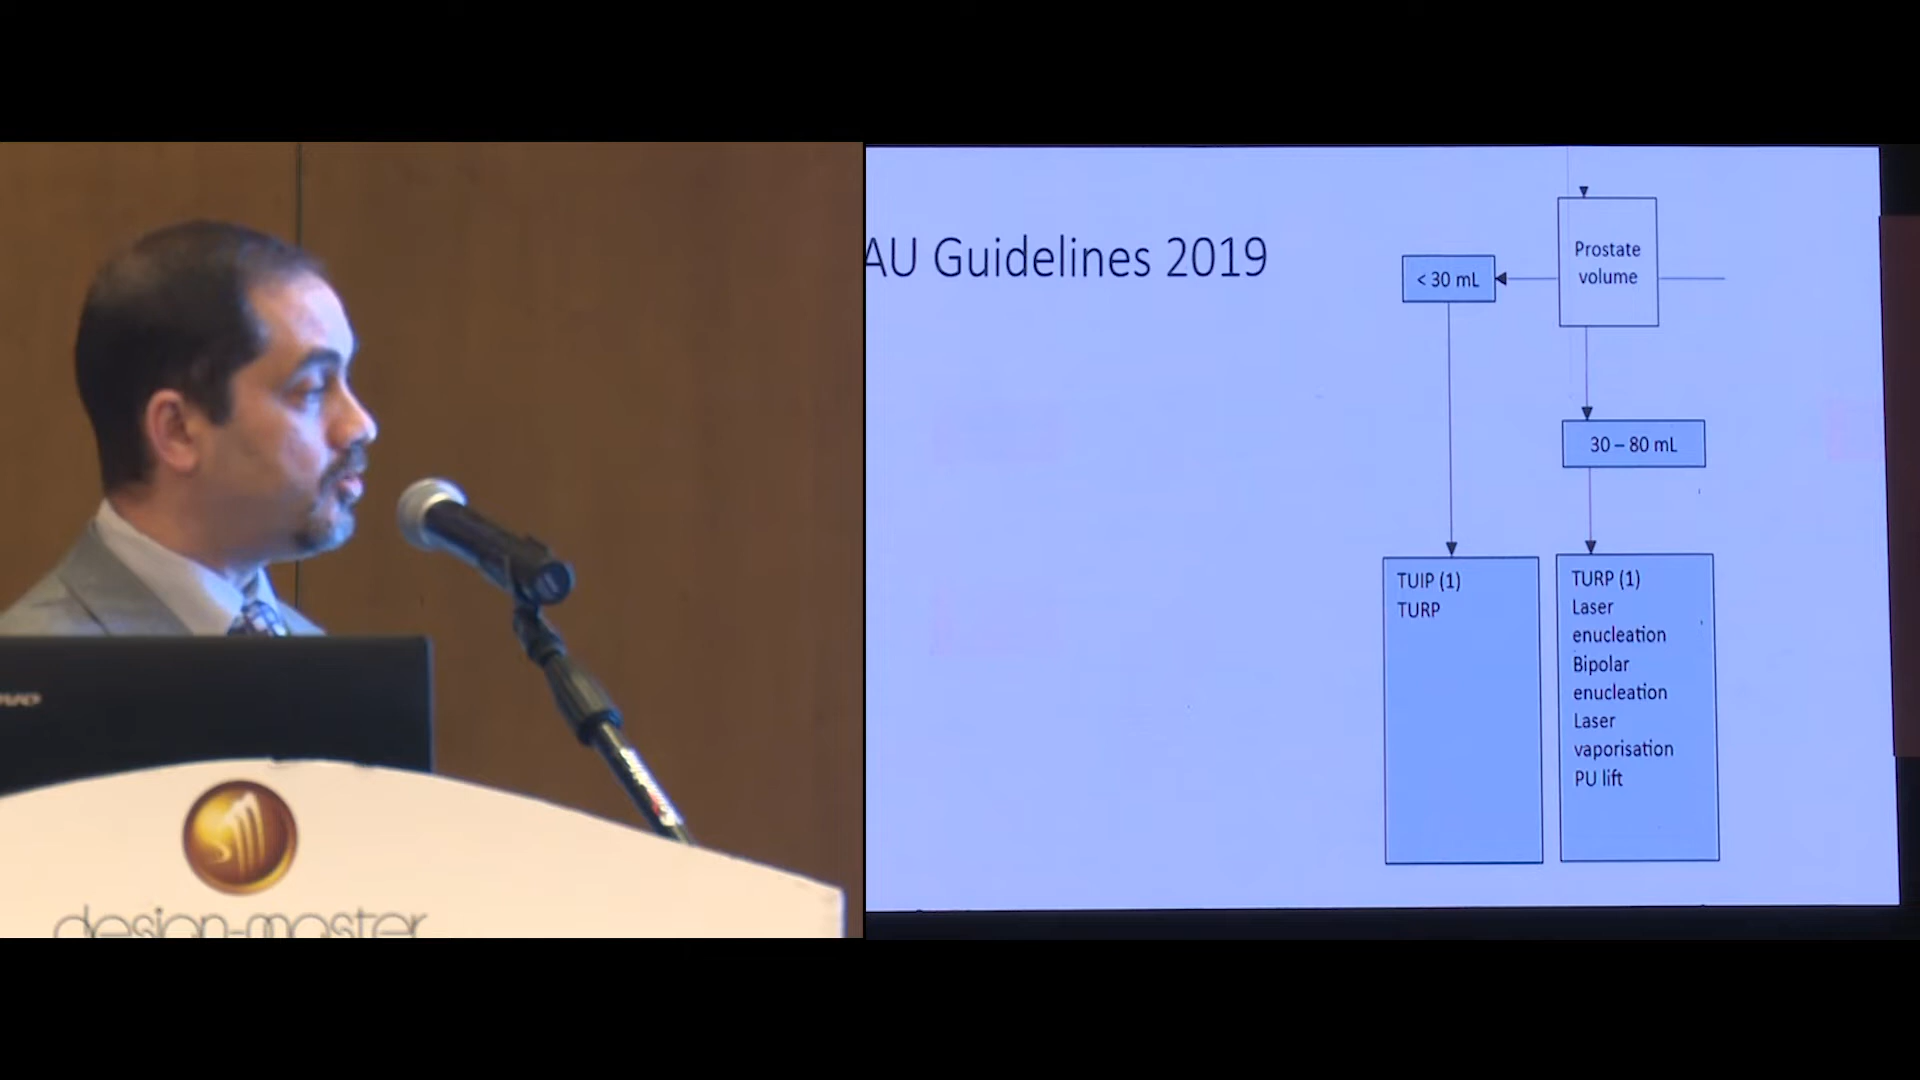 AU Guidelines 2019
Prostate
volume
< 30 mL
30 – 80 mL
TUIP (1)
TURP
TURP (1)
Laser
enucleation
Bipolar
enucleation
Laser
vaporisation
PU lift
design-master